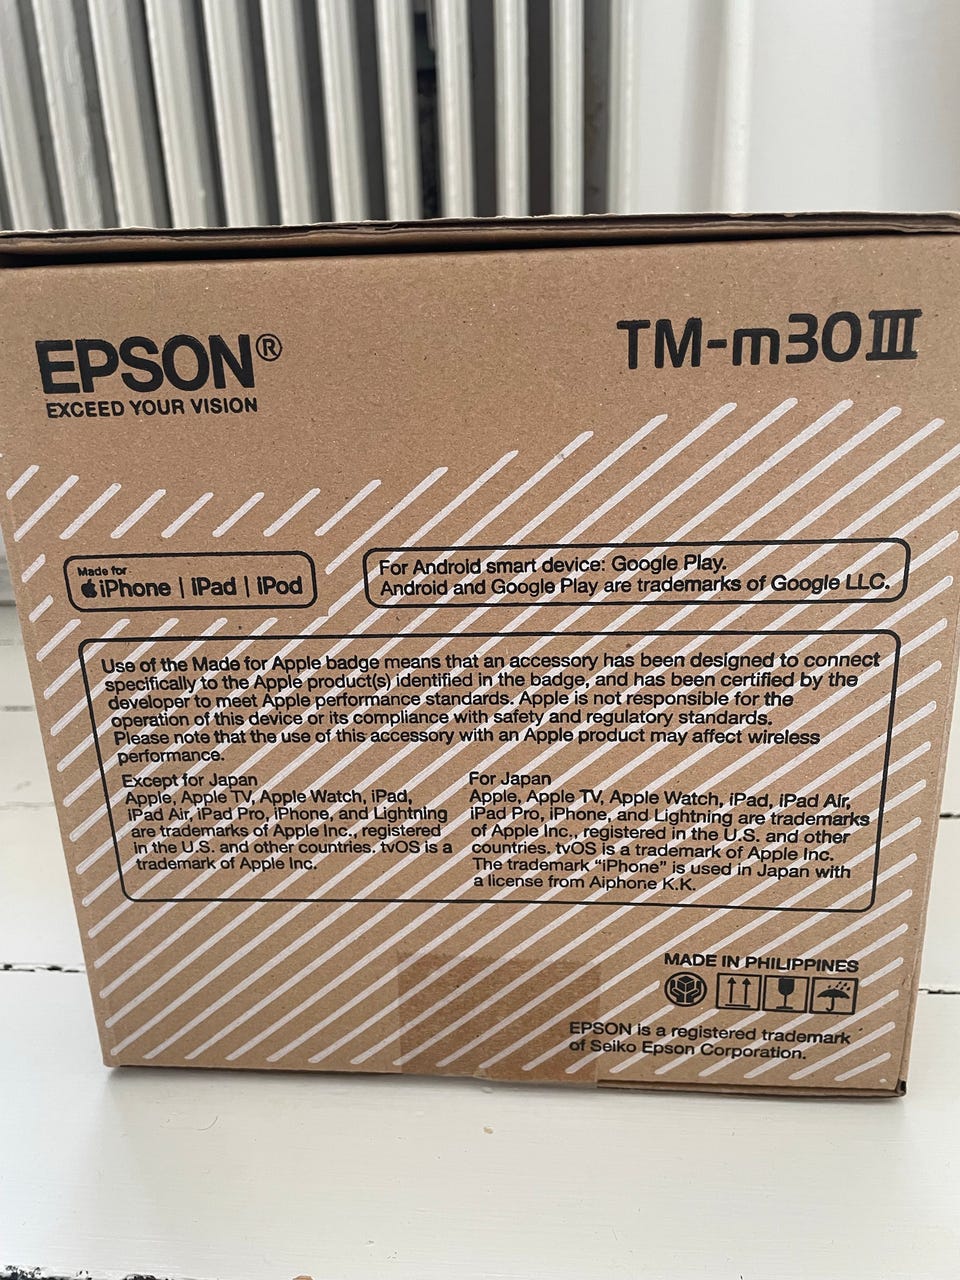 EPSON®
EXCEED YOUR VISION
TM-m30III
Made for
iPhone | iPad | iPod
For Android smart device: Google Play.
Android and Google Play are trademarks of Google LLC.
Use of the Made for Apple badge means that an accessory has been designed to connect
specifically to the Apple product(s) identified in the badge, and has been certified by the
developer to meet Apple performance standards. Apple is not responsible for the
operation of this device or its compliance with safety and regulatory standards.
Please note that the use of this accessory with an Apple product may affect wireless
performance.
Except for Japan
Apple, Apple TV, Apple Watch, iPad,
iPad Air, iPad Pro, iPhone, and Lightning
are trademarks of Apple Inc., registered
in the U.S. and other countries. tvOS is a
trademark of Apple Inc.
For Japan
Apple, Apple TV, Apple Watch, iPad, iPad Air,
iPad Pro, iPhone, and Lightning are trademarks
of Apple Inc., registered in the U.S. and other
countries. tvOS is a trademark of Apple Inc.
The trademark “iPhone” is used in Japan with
a license from Aiphone K.K.
MADE IN PHILIPPINES
EPSON is a registered trademark
of Seiko Epson Corporation.